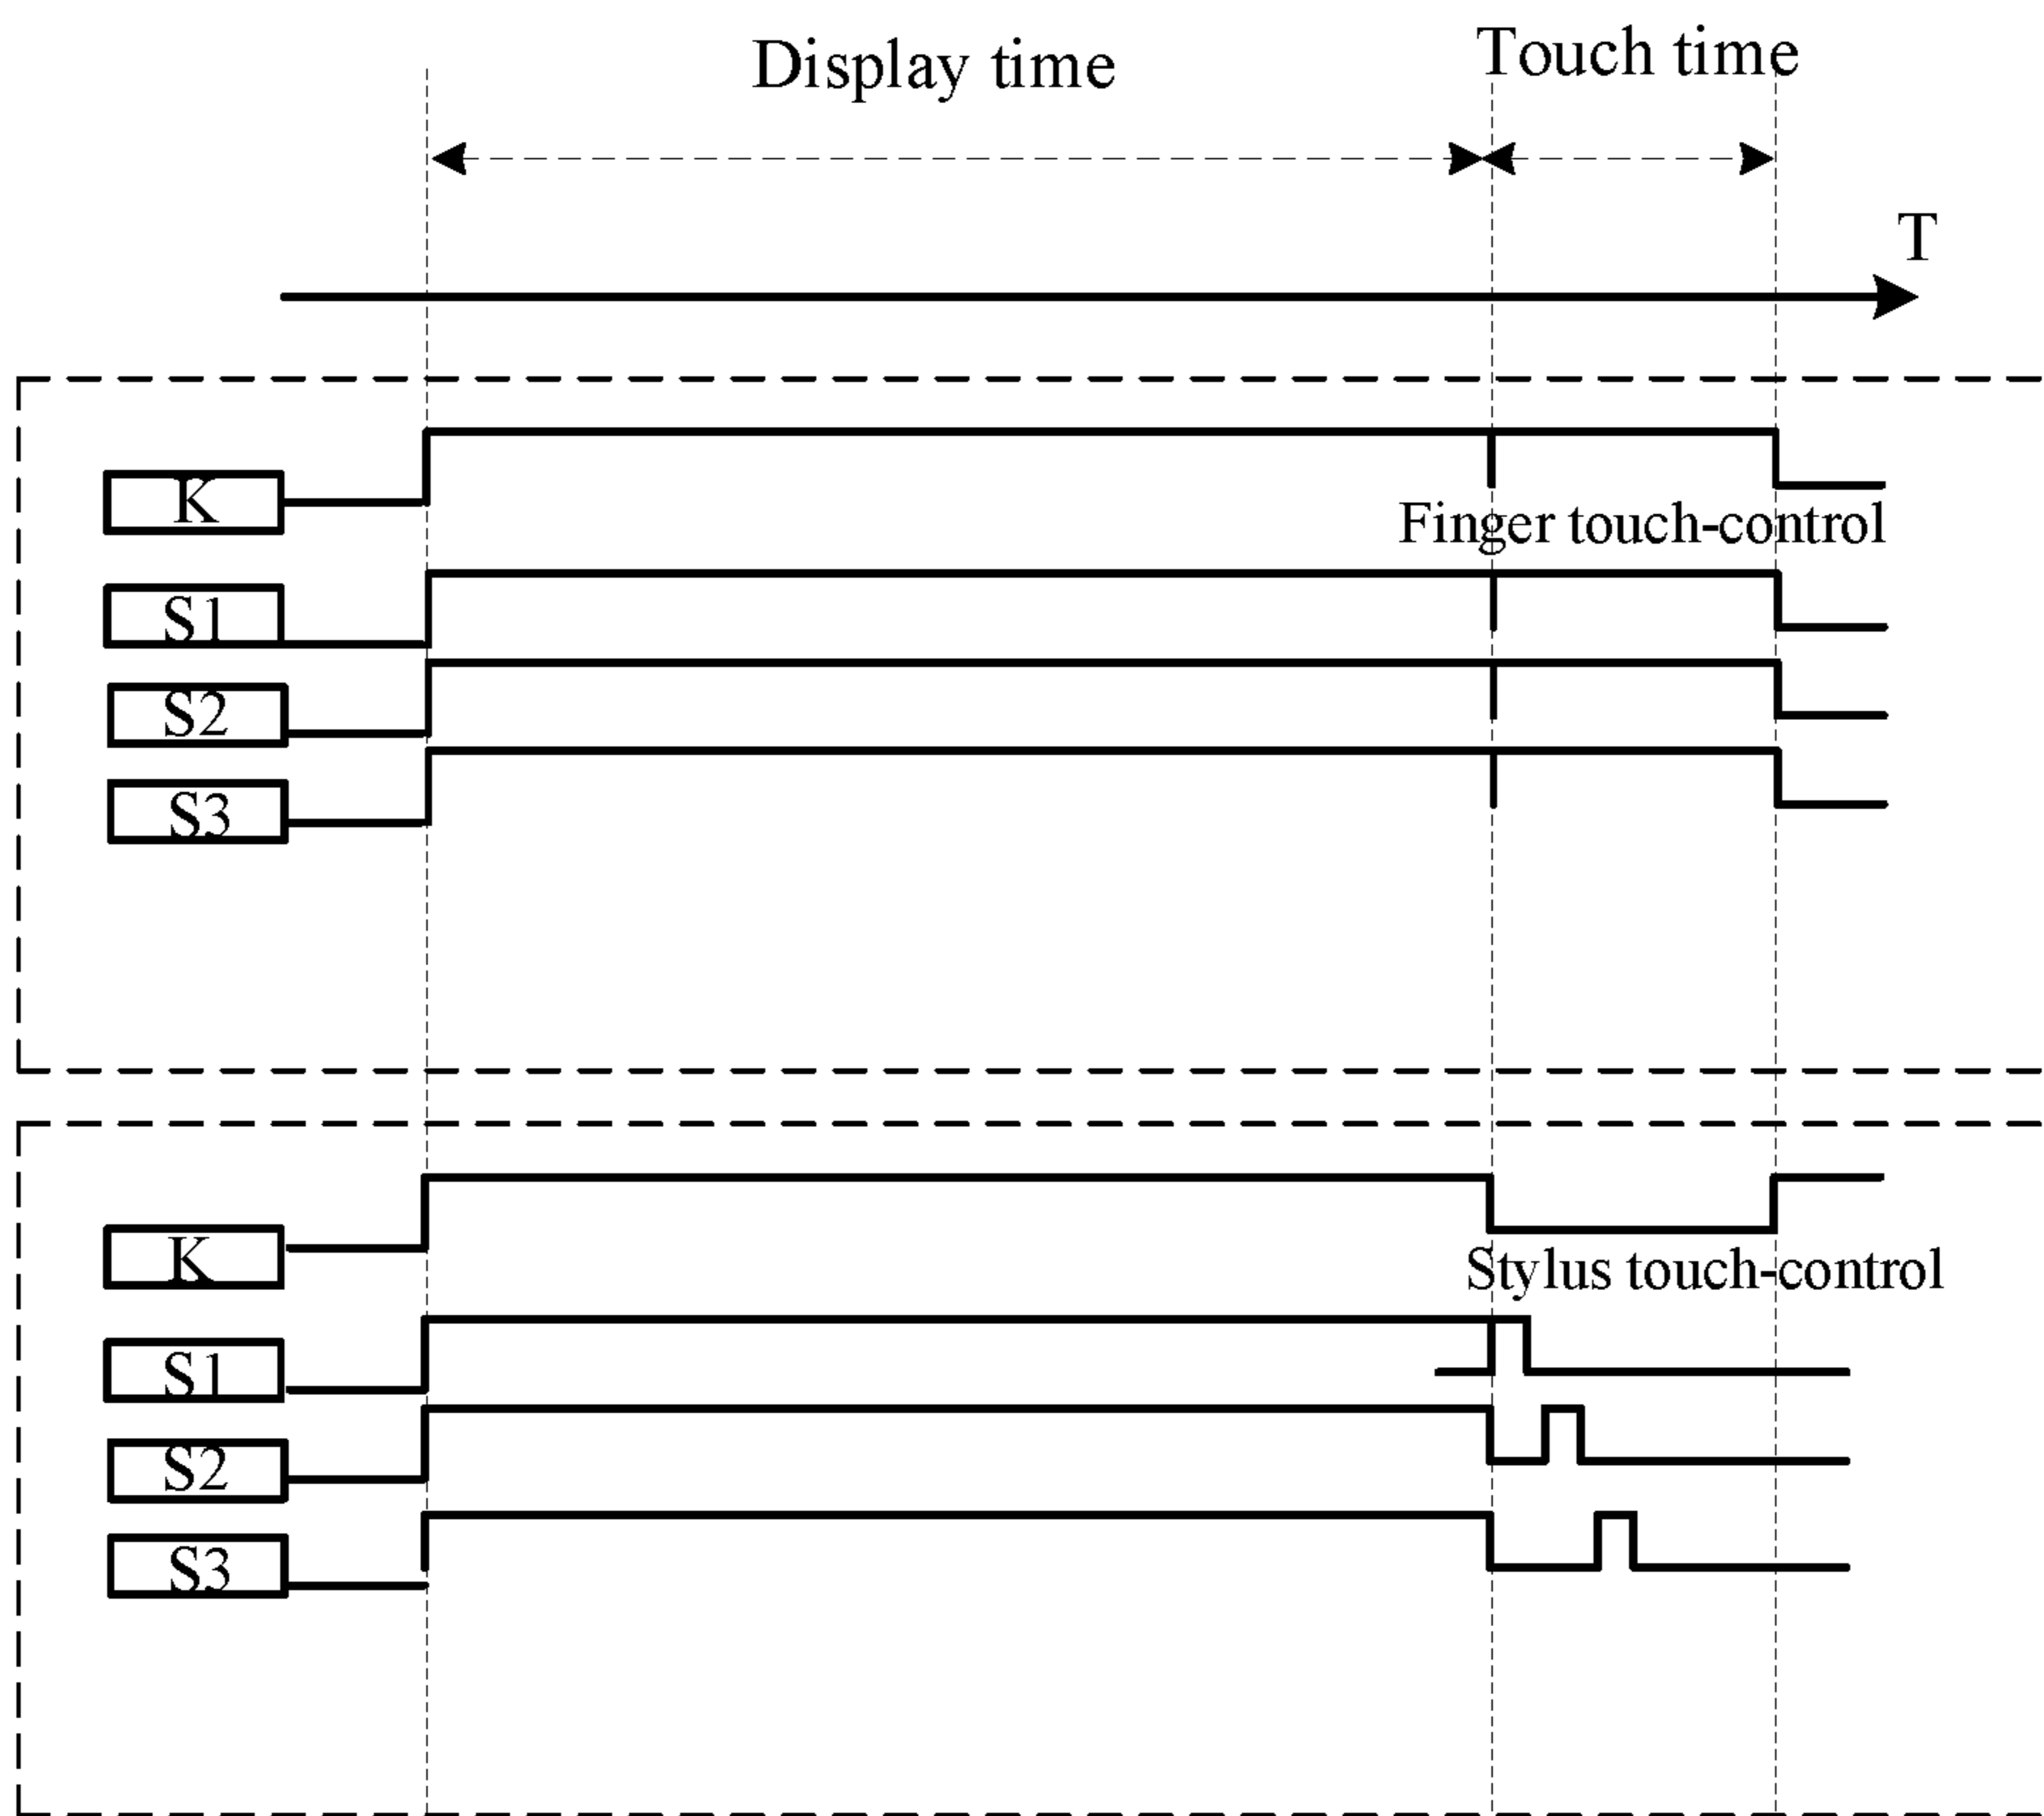 Display time
Touch time
T
K
Finger touch-control
S1
S2
S3
K
Stylus touch-control
S1
S2
S3